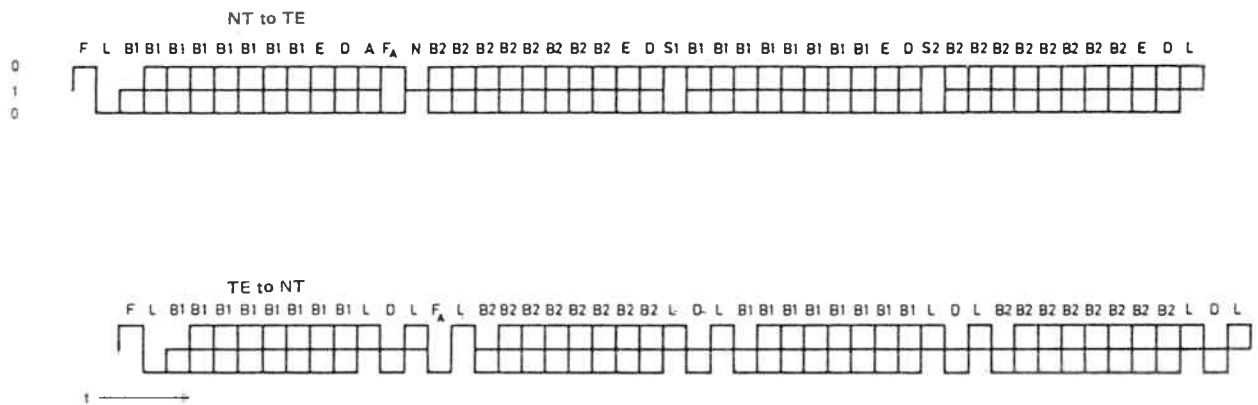 NT to TE
F L B1 B1 B1 B1 B1 B1 B1 B1 E D A FA N B2 B2 B2 B2 B2 B2 B2 B2 E D S1 B1 B1 B1 B1 B1 B1 B1 B1 E D S2 B2 B2 B2 B2 B2 B2 B2 B2 E D L
0
1
0
TE to NT
F L B1 B1 B1 B1 B1 B1 B1 B1 L D L FA L B2 B2 B2 B2 B2 B2 B2 B2 L D L B1 B1 B1 B1 B1 B1 B1 B1 L D L B2 B2 B2 B2 B2 B2 B2 B2 L D L
t